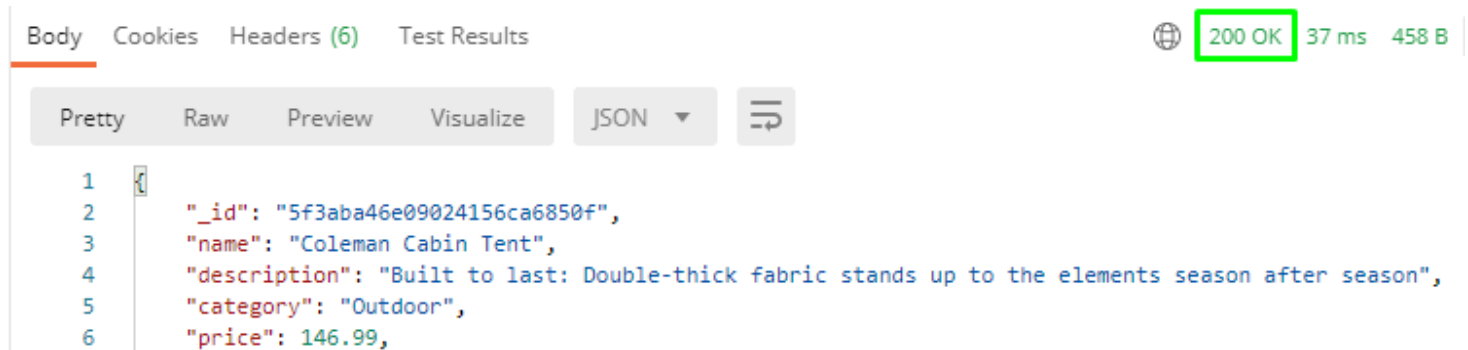 Body Cookies Headers (6) Test Results 200 OK 37 ms 458 B
Pretty Raw Preview Visualize JSON
1 {
2 "_id": "5f3aba46e09024156ca6850f",
3 "name": "Coleman Cabin Tent",
4 "description": "Built to last: Double-thick fabric stands up to the elements season after season",
5 "category": "Outdoor",
6 "price": 146.99,